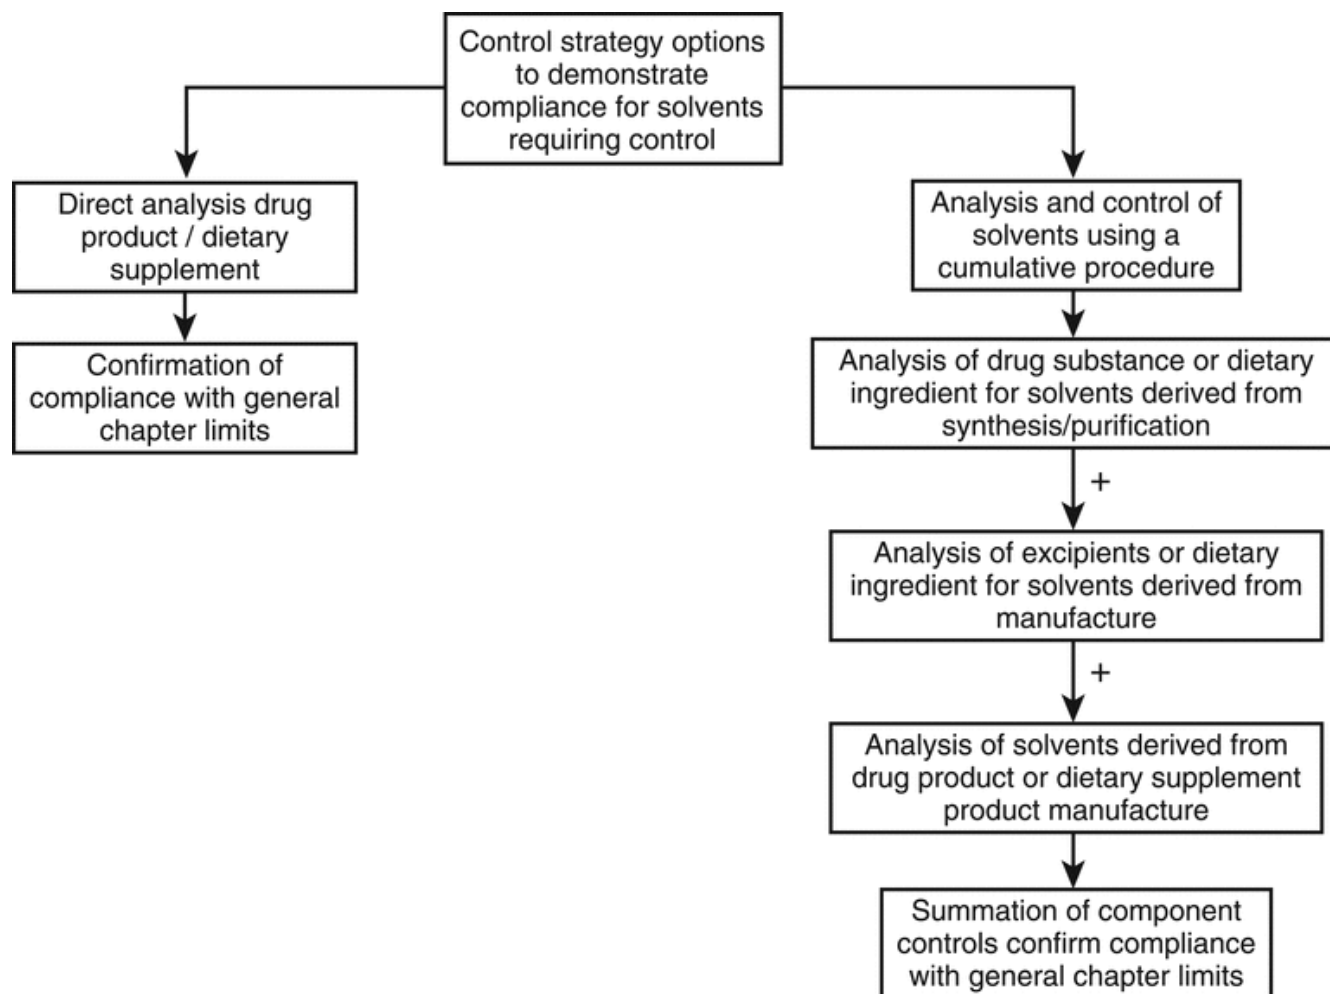 Control strategy options
to demonstrate
compliance for solvents
requiring control
Direct analysis drug
product / dietary
supplement
Confirmation of
compliance with general
chapter limits
Analysis and control of
solvents using a
cumulative procedure
Analysis of drug substance or dietary
ingredient for solvents derived from
synthesis/purification
+
Analysis of excipients or dietary
ingredient for solvents derived from
manufacture
+
Analysis of solvents derived from
drug product or dietary supplement
product manufacture
Summation of component
controls confirm compliance
with general chapter limits